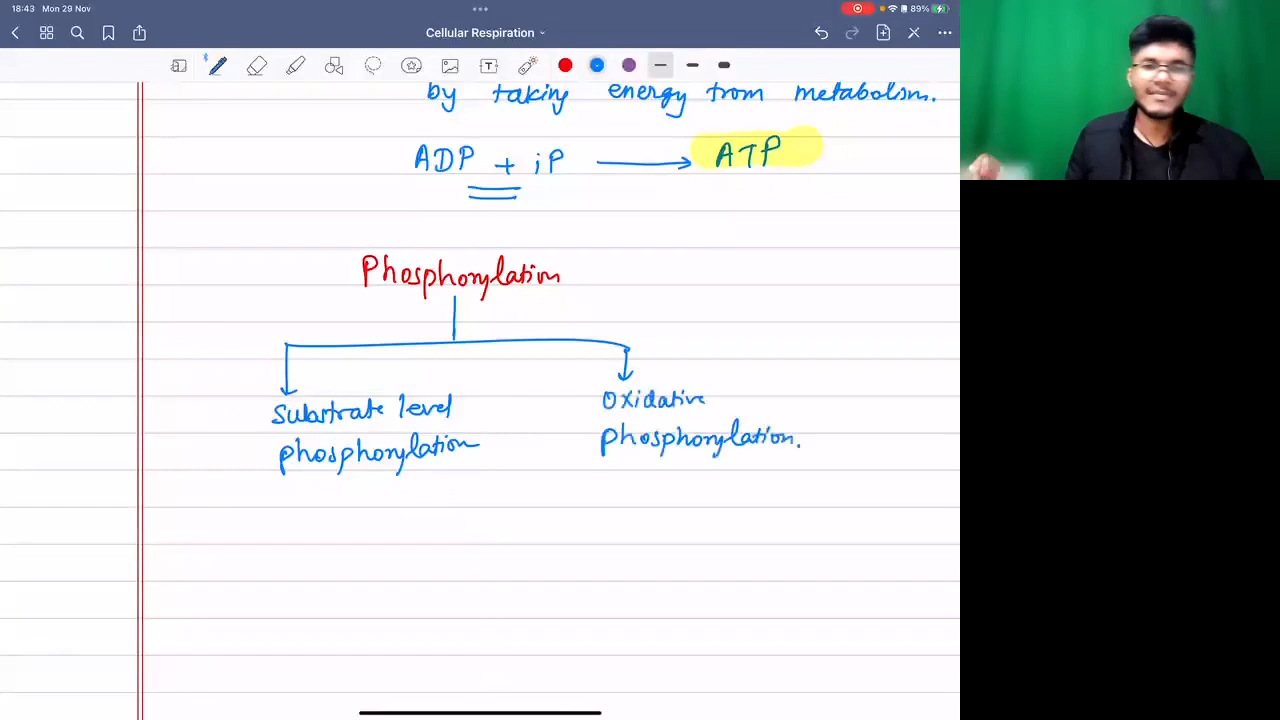 18:43 Mon 29 Nov
89%
Cellular Respiration
by taking energy from metabolism.
ADP + iP → ATP
Phosphorylation
Substrate level
phosphorylation
Oxidative
phosphorylation.